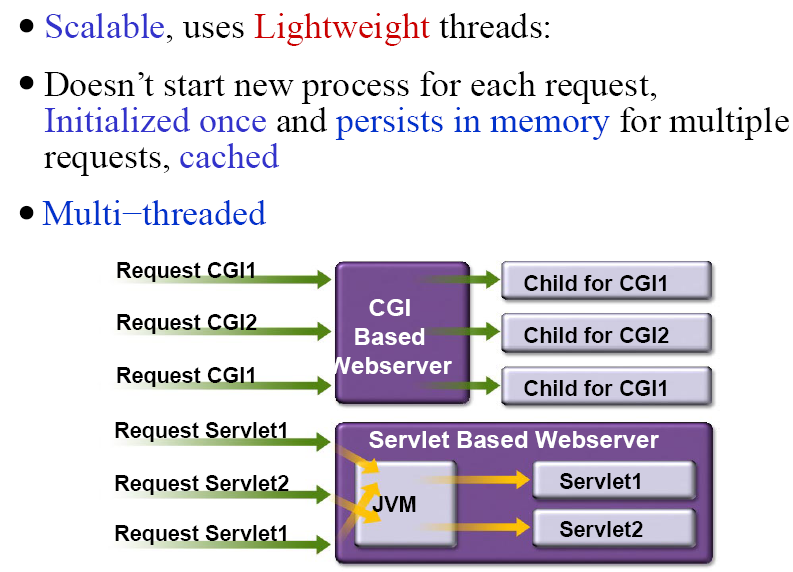 • Scalable, uses Lightweight threads:
• Doesn’t start new process for each request,
Initialized once and persists in memory for multiple
requests, cached
• Multi−threaded
Request CGI1
Request CGI2
Request CGI1
CGI
Based
Webserver
Child for CGI1
Child for CGI2
Child for CGI1
Request Servlet1
Request Servlet2
Request Servlet1
Servlet Based Webserver
JVM
Servlet1
Servlet2